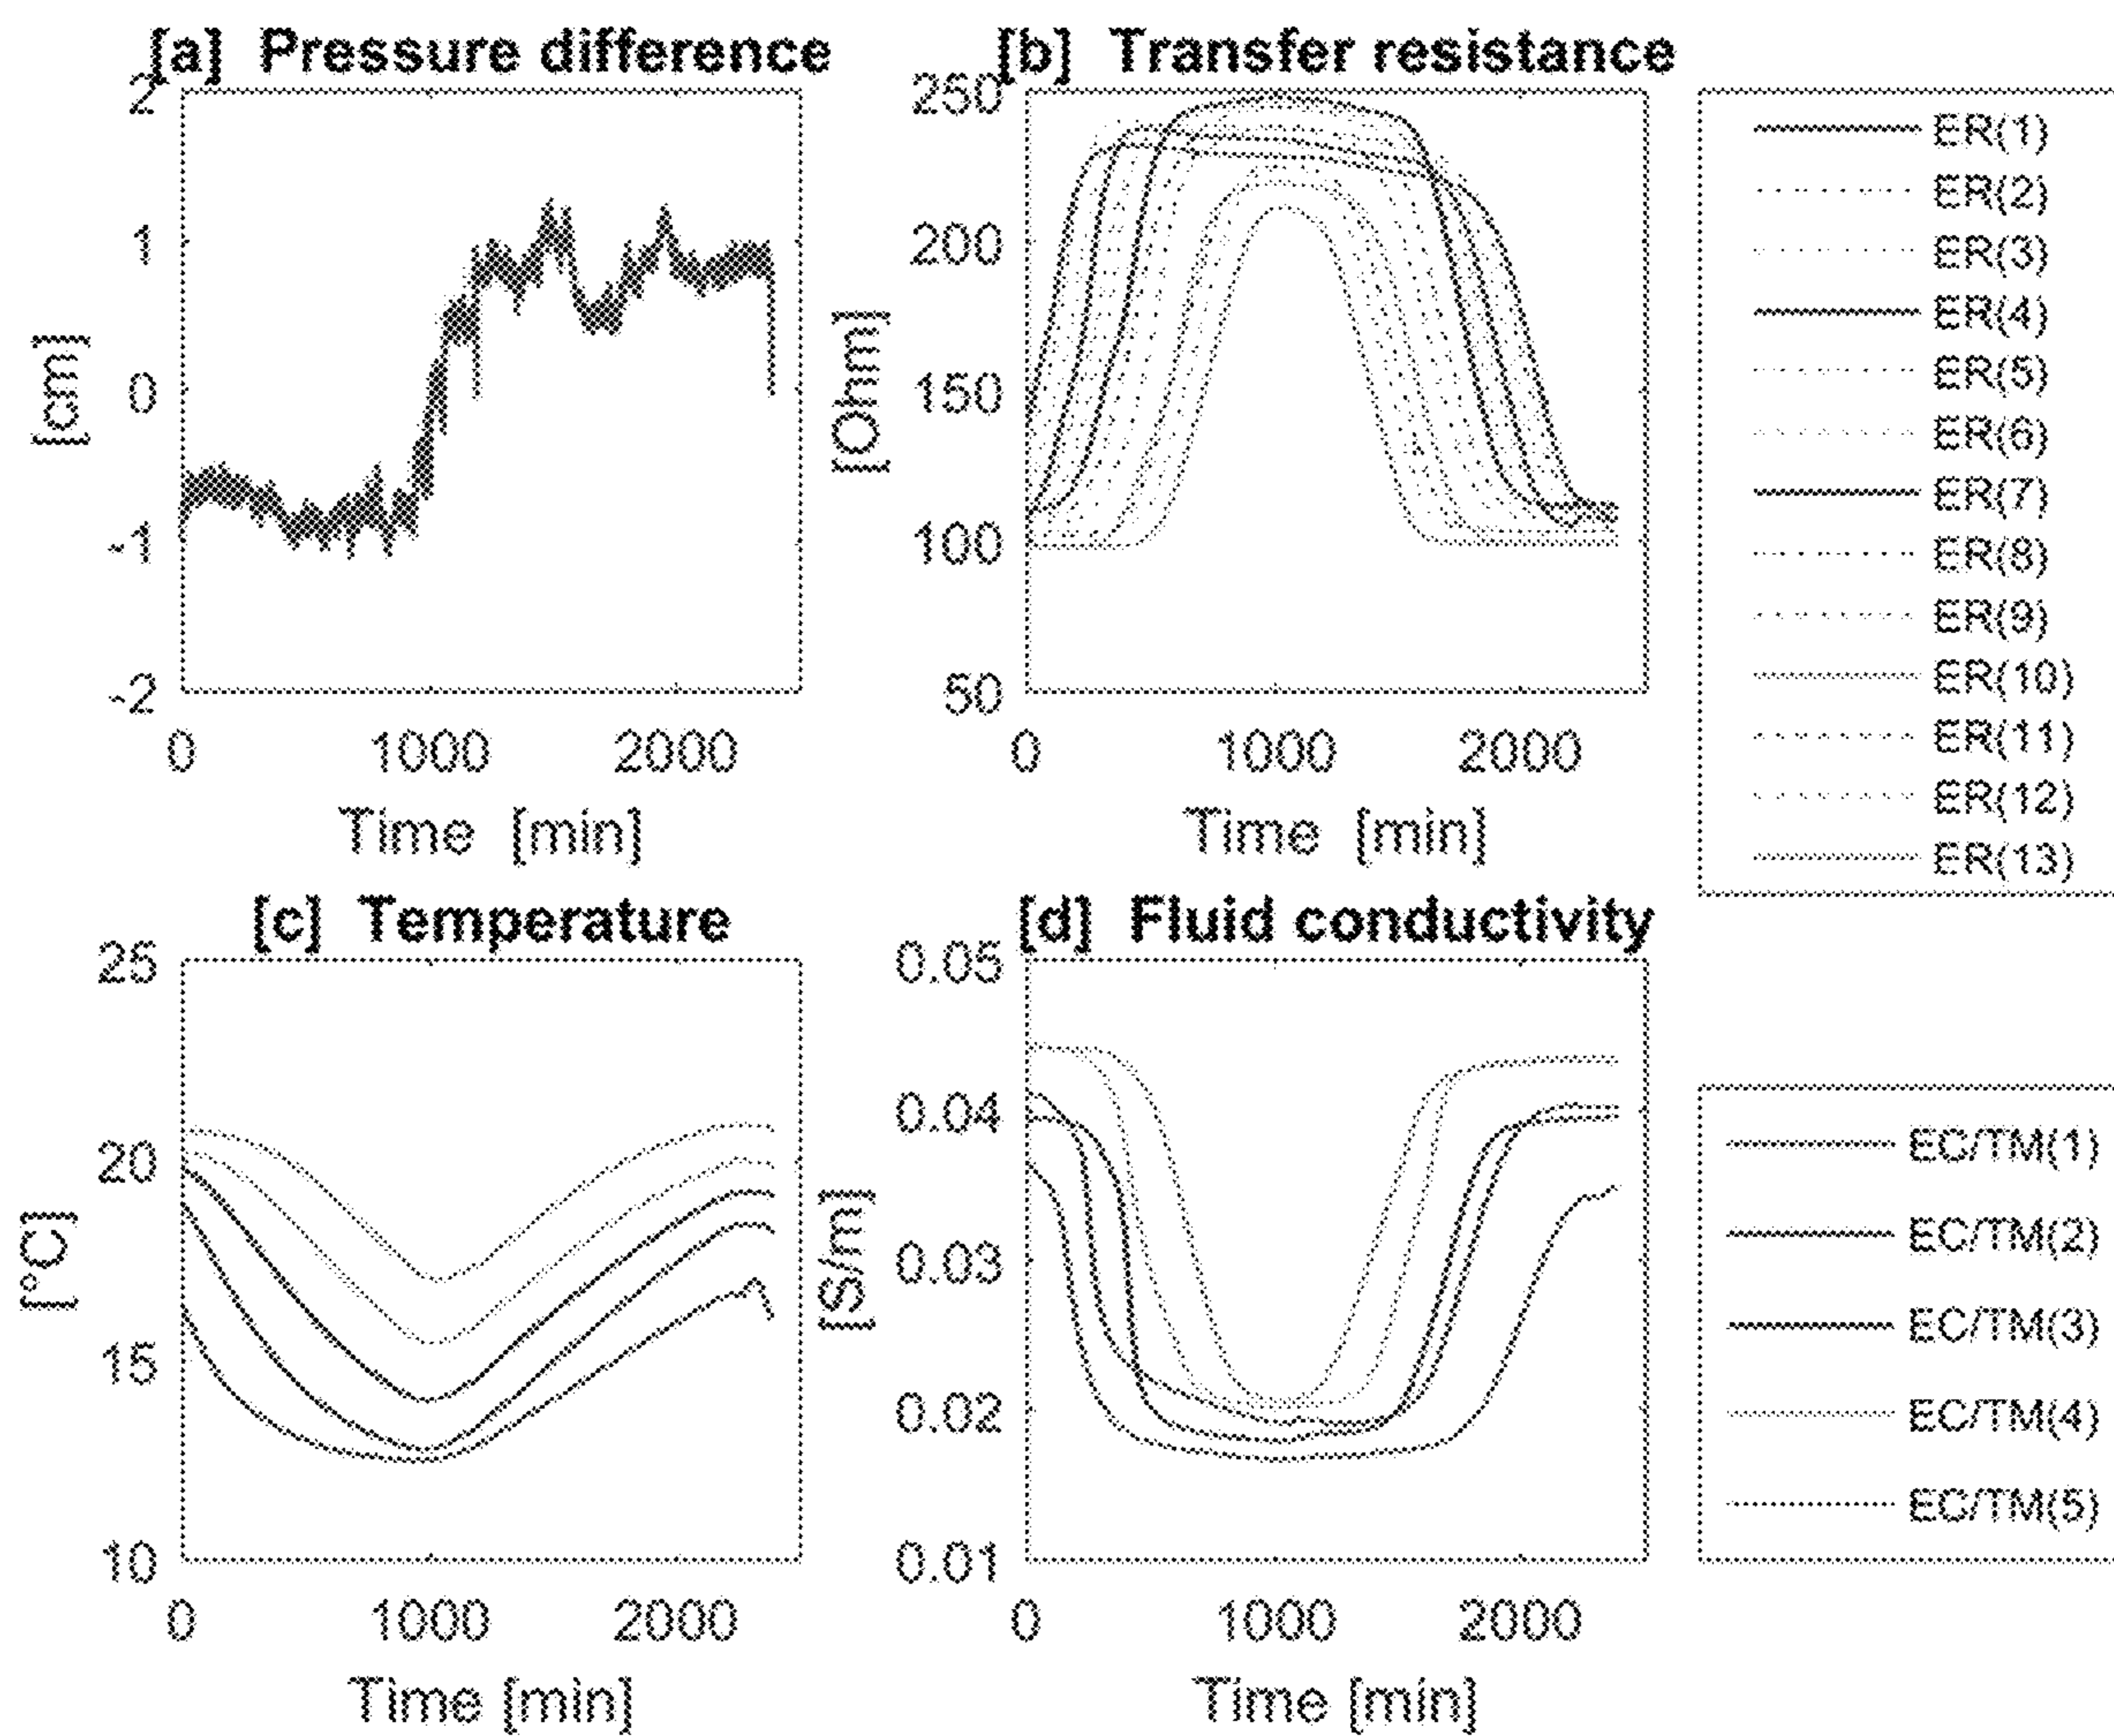 [a] Pressure difference
2
1
0
-1
-2
[cm]
0 1000 2000
Time [min]
[b] Transfer resistance
250
200
150
100
50
[Ohm]
0 1000 2000
Time [min]
ER(1)
ER(2)
ER(3)
ER(4)
ER(5)
ER(6)
ER(7)
ER(8)
ER(9)
ER(10)
ER(11)
ER(12)
ER(13)
[c] Temperature
25
20
15
10
[°C]
0 1000 2000
Time [min]
[d] Fluid conductivity
0.05
0.04
0.03
0.02
0.01
[S/m]
0 1000 2000
Time [min]
EC/TM(1)
EC/TM(2)
EC/TM(3)
EC/TM(4)
EC/TM(5)